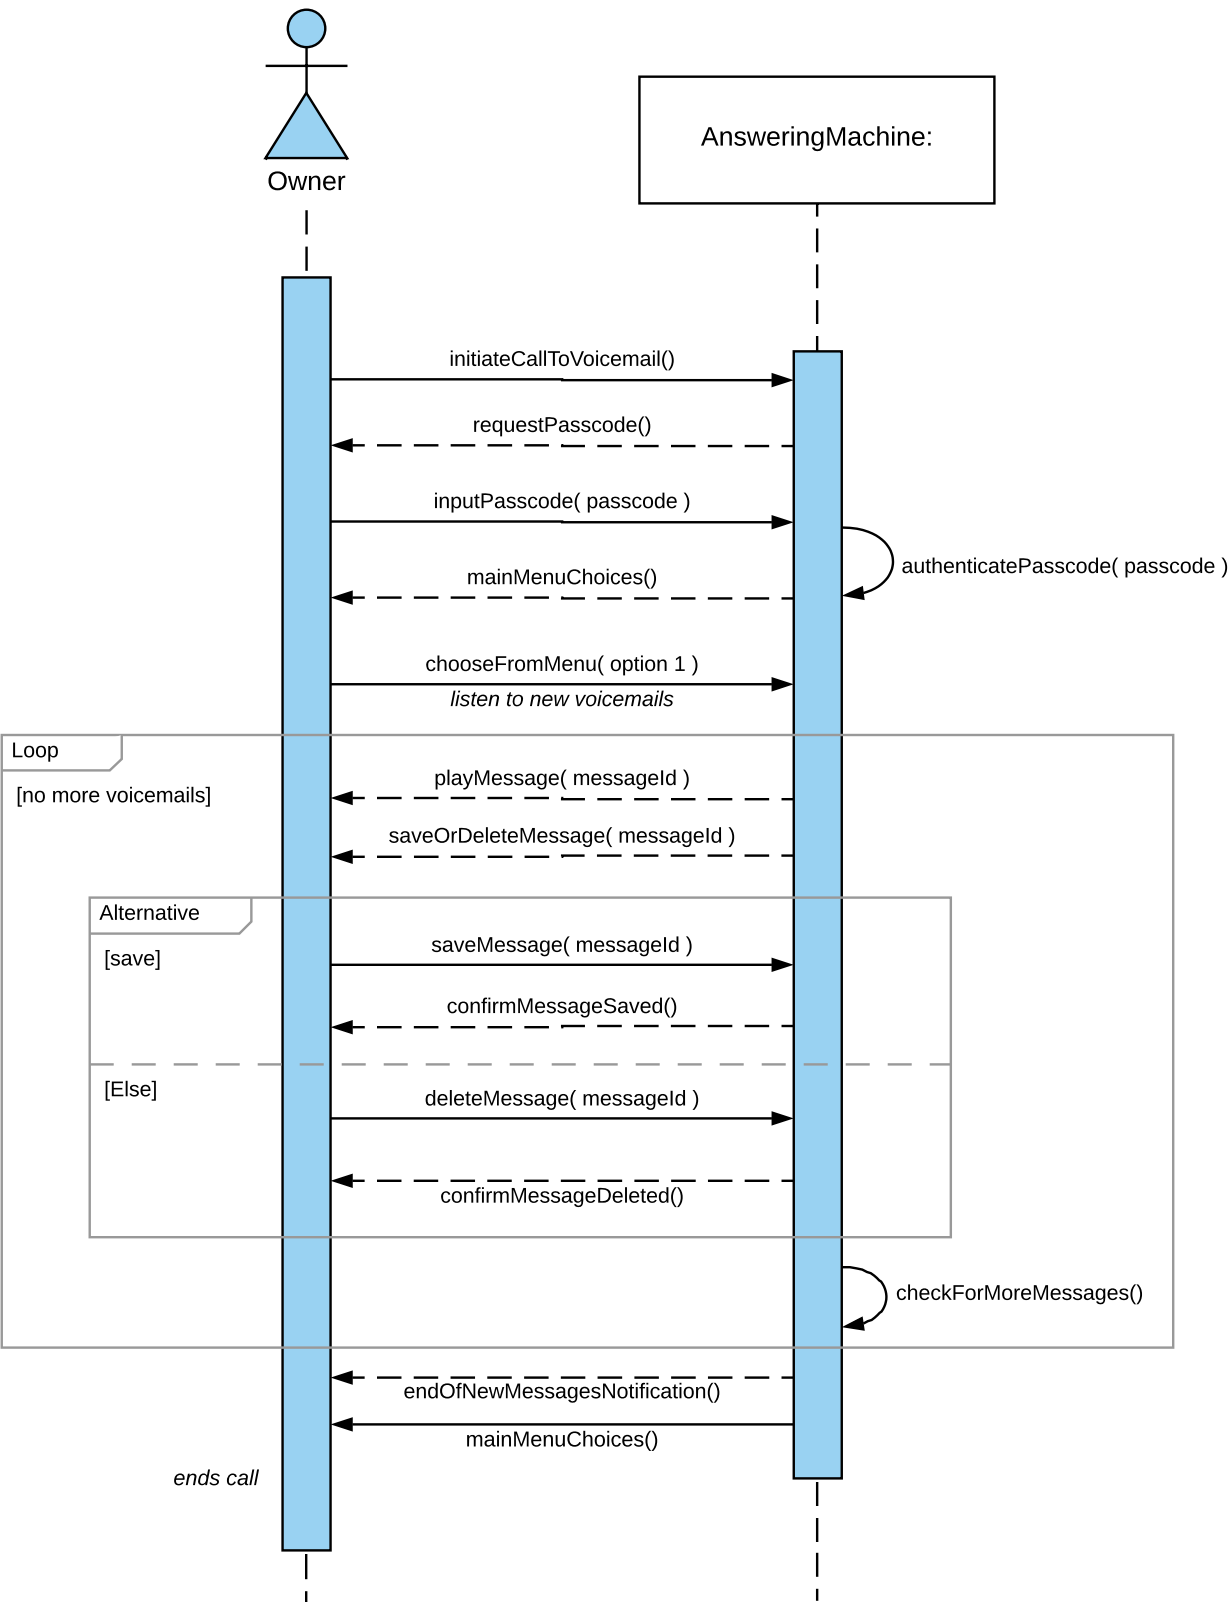 Owner
AnsweringMachine:
initiateCallToVoicemail()
requestPasscode()
inputPasscode( passcode )
authenticatePasscode( passcode )
mainMenuChoices()
chooseFromMenu( option 1 )
listen to new voicemails
Loop
[no more voicemails]
playMessage( messageId )
saveOrDeleteMessage( messageId )
Alternative
[save]
saveMessage( messageId )
confirmMessageSaved()
[Else]
deleteMessage( messageId )
confirmMessageDeleted()
checkForMoreMessages()
endOfNewMessagesNotification()
mainMenuChoices()
ends call